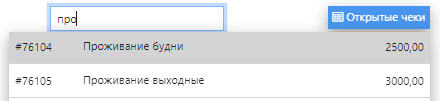 про
Открытые чеки
#76104 Проживание будни 2500,00
#76105 Проживание выходные 3000,00